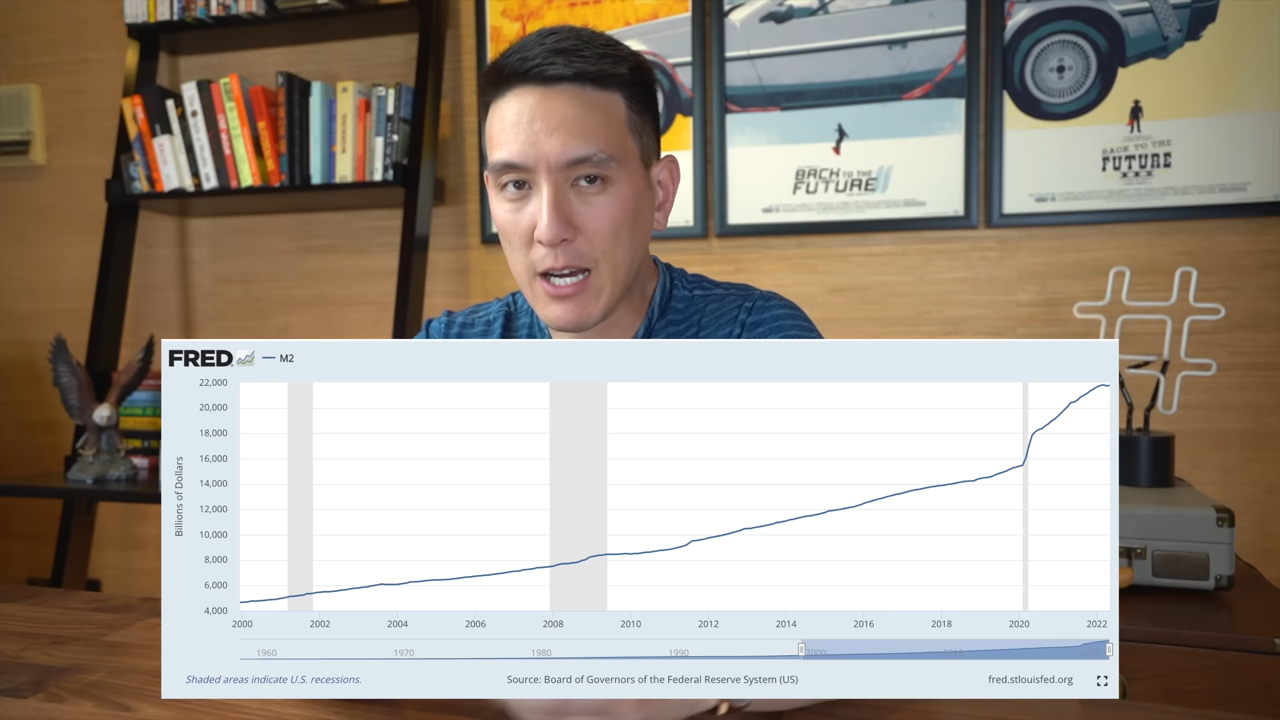 BACK TO THE
FUTURE II
BACK TO THE
FUTURE
FRED
M2
Billions of Dollars
22,000
20,000
18,000
16,000
14,000
12,000
10,000
8,000
6,000
4,000
2000 2002 2004 2006 2008 2010 2012 2014 2016 2018 2020 2022
1960 1970 1980 1990 2000 2010
Shaded areas indicate U.S. recessions.
Source: Board of Governors of the Federal Reserve System (US)
fred.stlouisfed.org